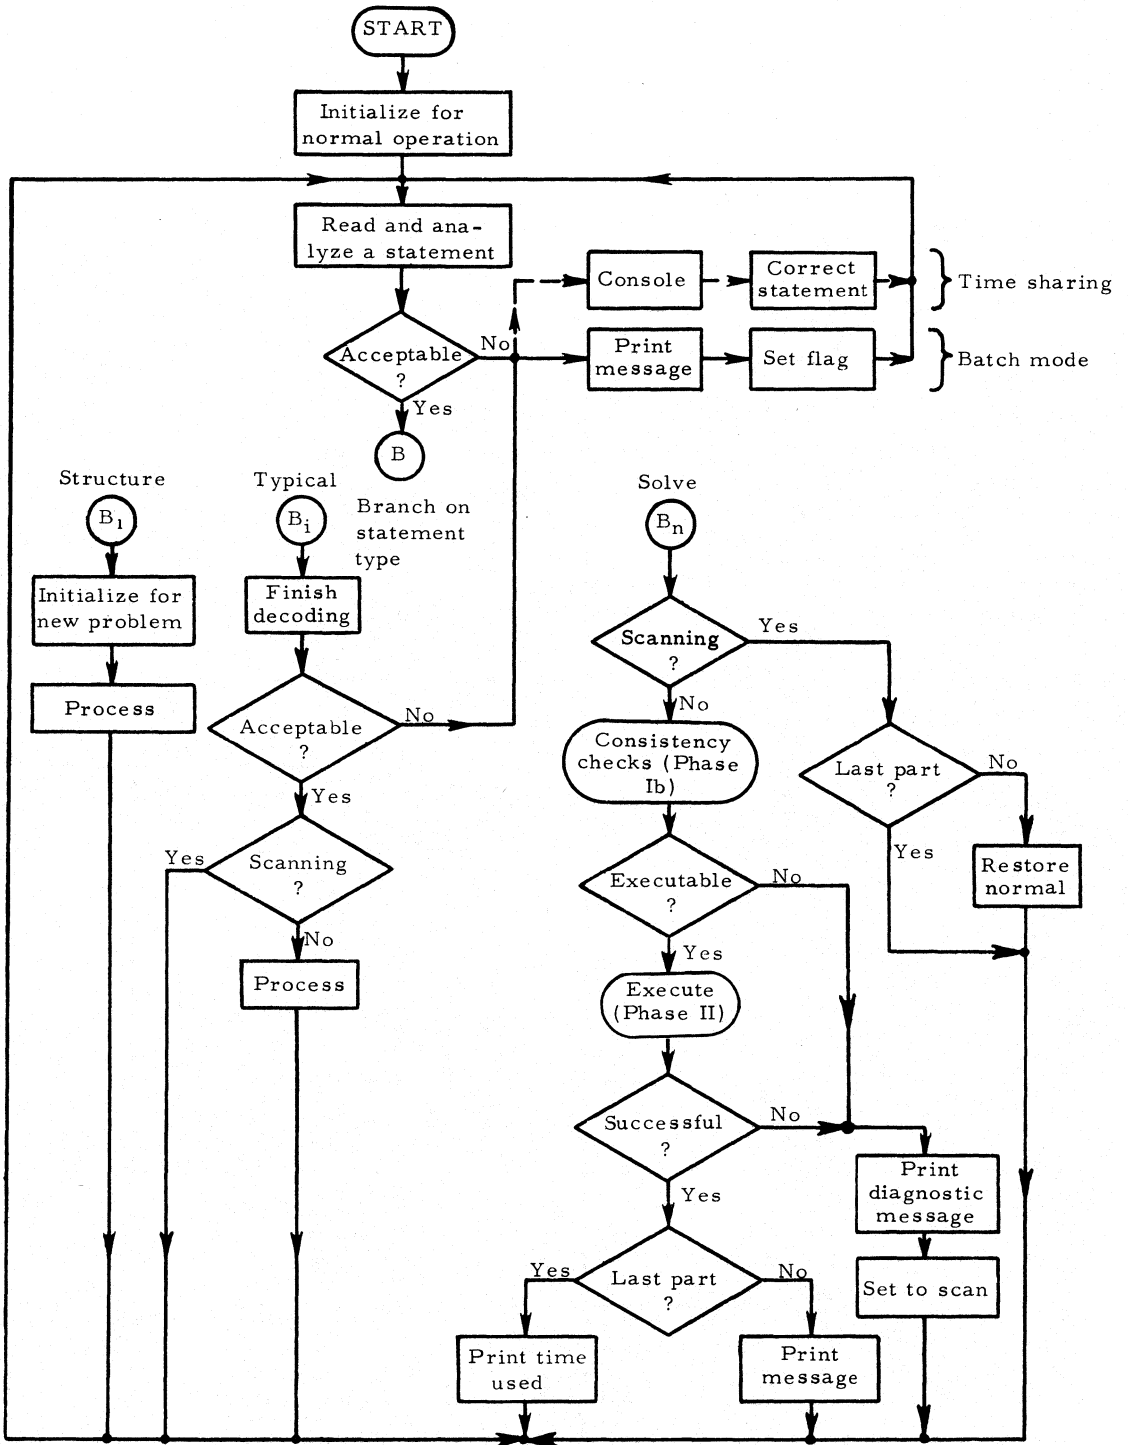 START
Initialize for
normal operation
Read and ana-
lyze a statement
Console
Correct
statement
Time sharing
Acceptable
?
No
Print
message
Set flag
Batch mode
Yes
B
Branch on
statement
type
Structure
B1
Initialize for
new problem
Process
Typical
Bi
Finish
decoding
Acceptable
?
No
Yes
Scanning
?
Yes
No
Process
Solve
Bn
Scanning
?
Yes
No
Last part
?
No
Yes
Restore
normal
Consistency
checks (Phase
Ib)
Executable
?
No
Yes
Execute
(Phase II)
Successful
?
No
Yes
Print
diagnostic
message
Set to scan
Last part
?
Yes
No
Print time
used
Print
message